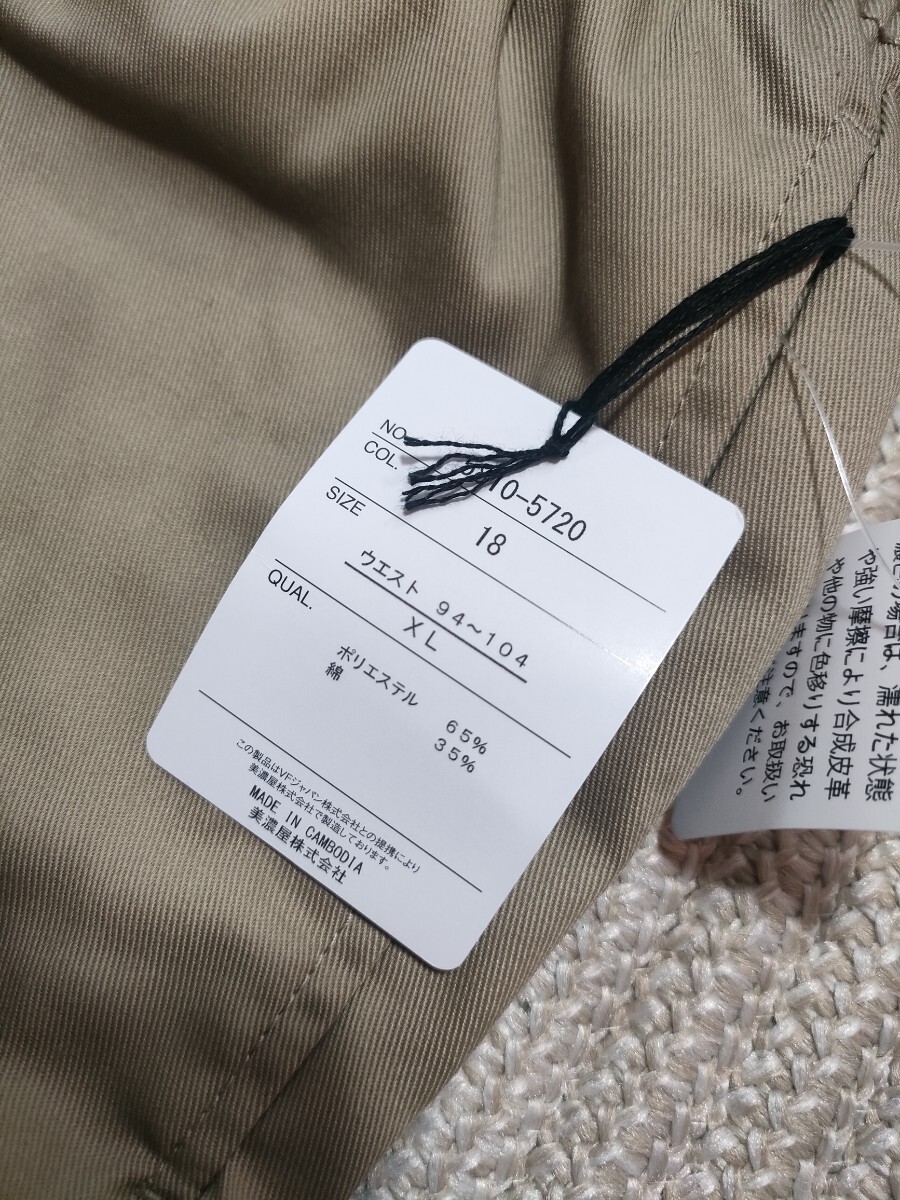 NO.
10-5720
COL.
18
SIZE
ウエスト 94～104
XL
QUAL.
ポリエステル 65%
綿 35%
この製品はVFジャパン株式会社との提携により
美濃屋株式会社で製造しております。
MADE IN CAMBODIA
美濃屋株式会社
は、濡れた状態
や強い摩擦により合成皮革
や他の物に色移りする恐れ
ますので、お取扱い
ください。